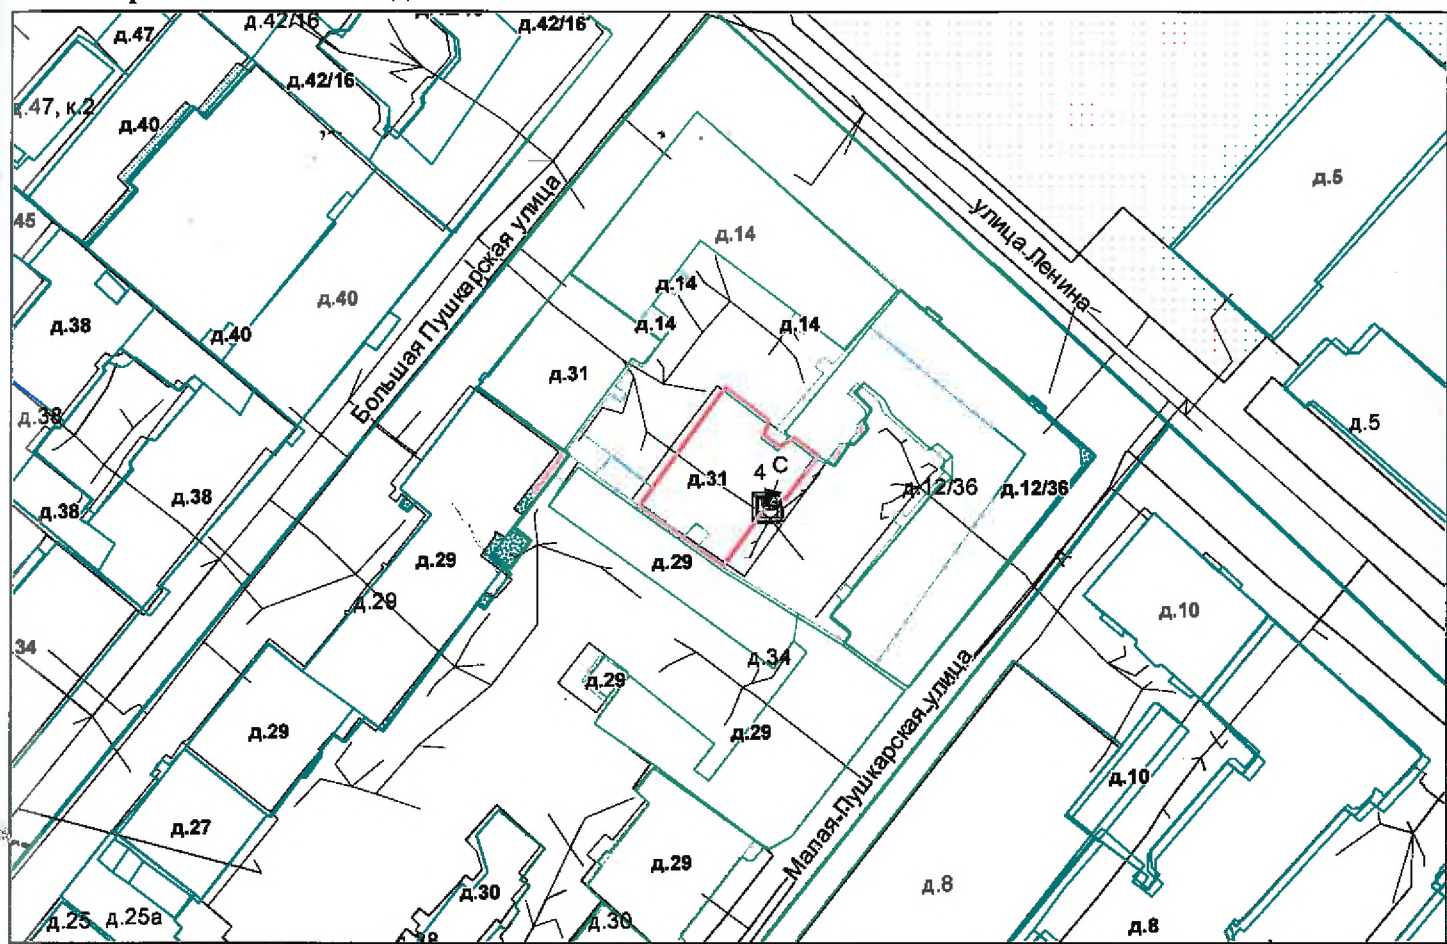 д.42/16
д.42/16
д.47
д.42/16
.47, к.2
д.40
д.5
45
Большая Пушкарская улица
улица Ленина
д.14
д.14
д.40
д.38
д.40
д.14
д.14
д.31
д.38
д.5
4 С
д.31
д.12/36
д.12/36
д.38
д.38
д.29
д.29
д.29
д.10
34
д.34
д.29
д.29
д.29
Малая Пушкарская улица
д.10
д.27
д.29
д.30
д.8
д.25
д.25а
д.30
д.8